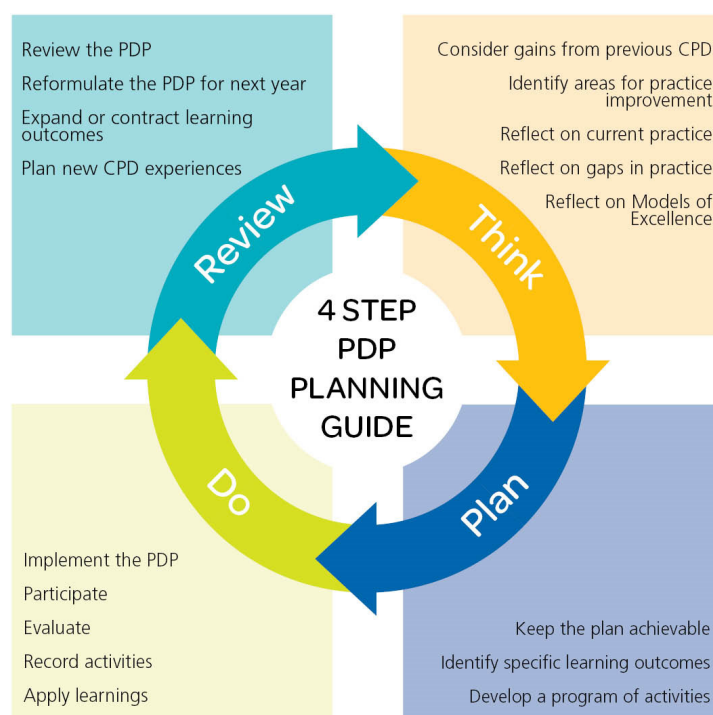 Review the PDP
Reformulate the PDP for next year
Expand or contract learning
outcomes
Plan new CPD experiences
Consider gains from previous CPD
Identify areas for practice
improvement
Reflect on current practice
Reflect on gaps in practice
Reflect on Models of
Excellence
Review
Think
4 STEP
PDP
PLANNING
GUIDE
Do
Plan
Implement the PDP
Participate
Evaluate
Record activities
Apply learnings
Keep the plan achievable
Identify specific learning outcomes
Develop a program of activities